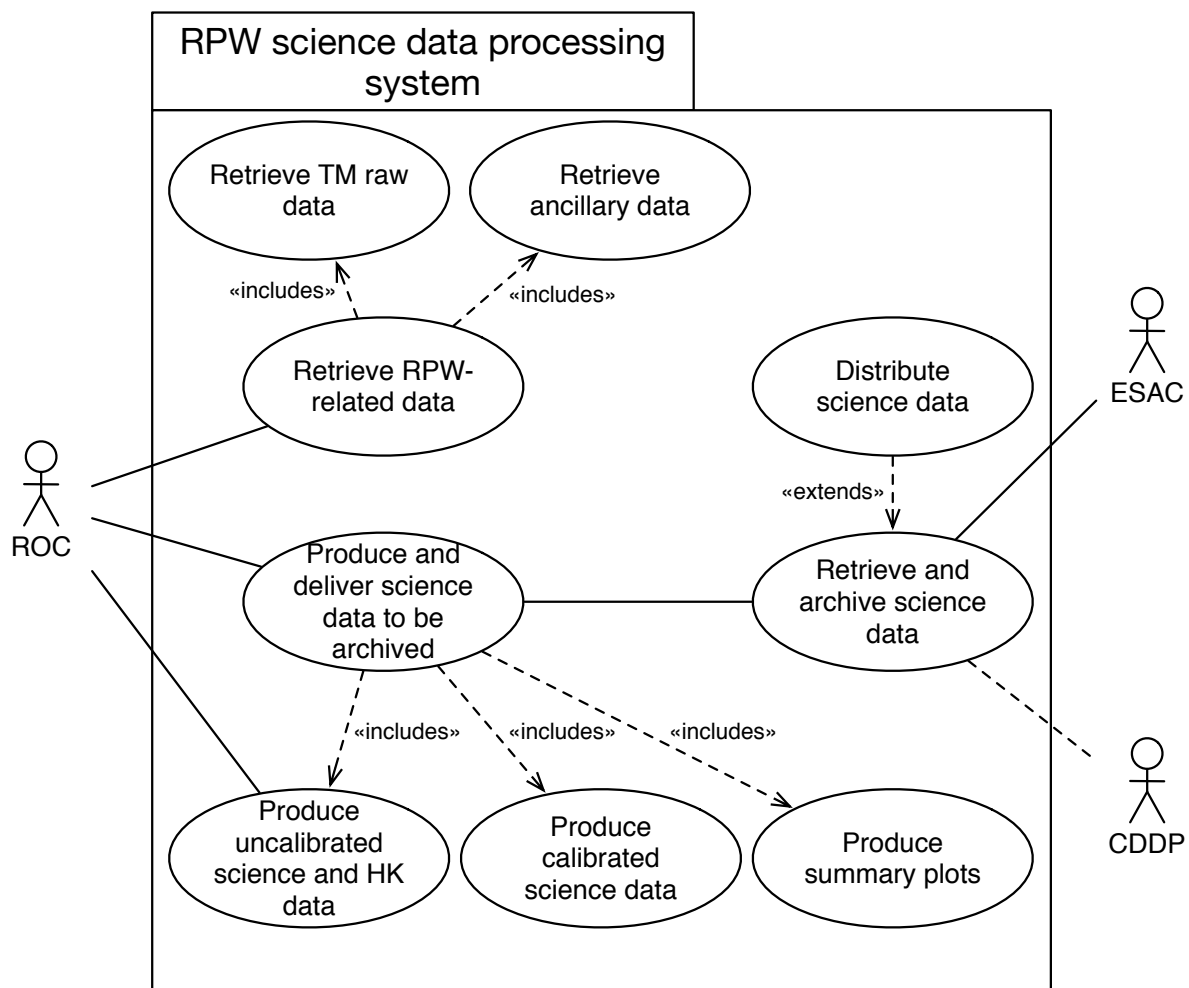 RPW science data processing
system
Retrieve TM raw
data
Retrieve
ancillary data
«includes»
«includes»
Retrieve RPW-
related data
Distribute
science data
ESAC
ROC
«extends»
Produce and
deliver science
data to be
archived
Retrieve and
archive science
data
«includes»
«includes»
«includes»
Produce
uncalibrated
science and HK
data
Produce
calibrated
science data
Produce
summary plots
CDDP